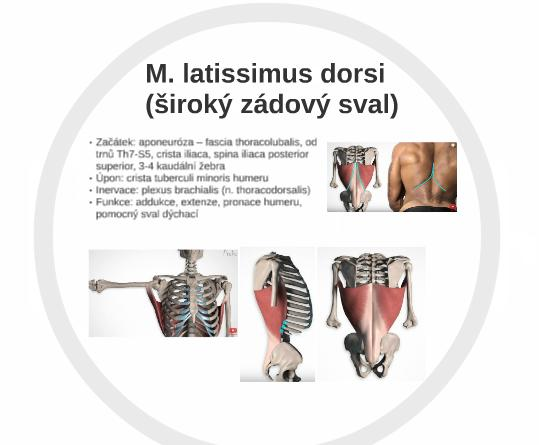 M. latissimus dorsi
(široký zádový sval)
• Začátek: aponeuróza – fascia thoracolubalis, od
trnů Th7-S5, crista iliaca, spina iliaca posterior
superior, 3-4 kaudální žebra
• Úpon: crista tuberculi minoris humeru
• Inervace: plexus brachialis (n. thoracodorsalis)
• Funkce: addukce, extenze, pronace humeru,
pomocný sval dýchací